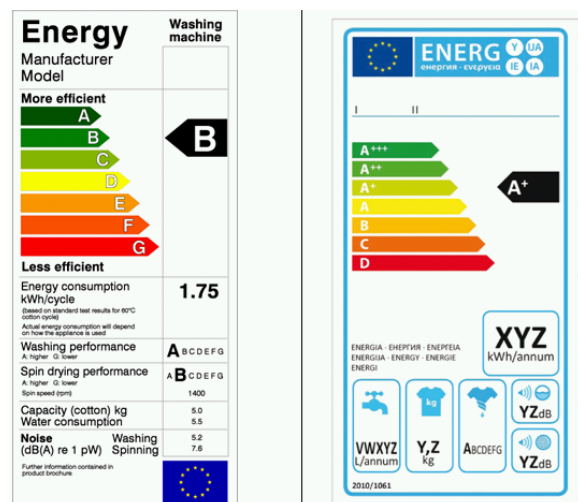 Energy
Washing
machine
Manufacturer
Model
More efficient
A
B
C
D
E
F
G
B
Less efficient
Energy consumption
kWh/cycle
1.75
(based on standard test results for 60°C
cotton cycle)
Actual energy consumption will depend
on how the appliance is used
Washing performance
A: higher G: lower
A B C D E F G
Spin drying performance
A: higher G: lower
A B C D E F G
Spin speed (rpm)
1400
Capacity (cotton) kg
5.0
Water consumption
5.5
Noise
(dB(A) re 1 pW)
Washing
5.2
Spinning
7.6
Further information contained in
product brochure
ENERG
енергия · ενεργεια
Y
IJA
IE
IA
I II
A+++
A++
A+
A
B
C
D
A+
XYZ
kWh/annum
ENERGIA · ЕНЕРГИЯ · ΕΝΕΡΓΕΙΑ
ENERGIJA · ENERGY · ENERGIE
ENERGI
VWXYZ
L/annum
kg
Y,Z
kg
ABCDEFG
YZdB
YZdB
2010/1061